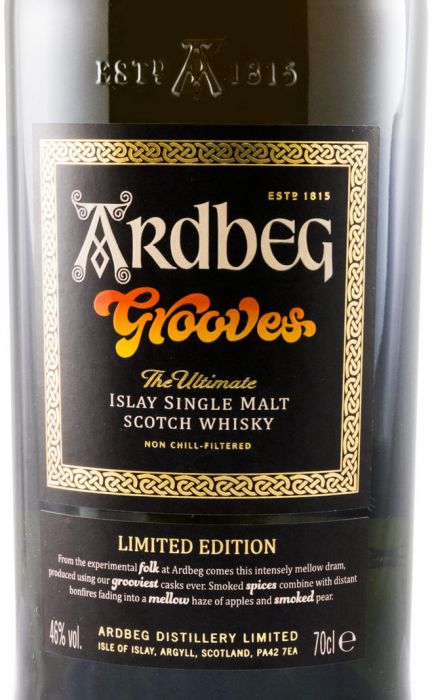 ESTD A 1815
ESTD 1815
ARDBEG
Grooves
The Ultimate
ISLAY SINGLE MALT
SCOTCH WHISKY
NON CHILL-FILTERED
LIMITED EDITION
From the experimental folk at Ardbeg comes this intensely mellow dram,
produced using our grooviest casks ever. Smoked spices combine with distant
bonfires fading into a mellow haze of apples and smoked pear.
46% vol.
ARDBEG DISTILLERY LIMITED
ISLE OF ISLAY, ARGYLL, SCOTLAND, PA42 7EA
70cl e